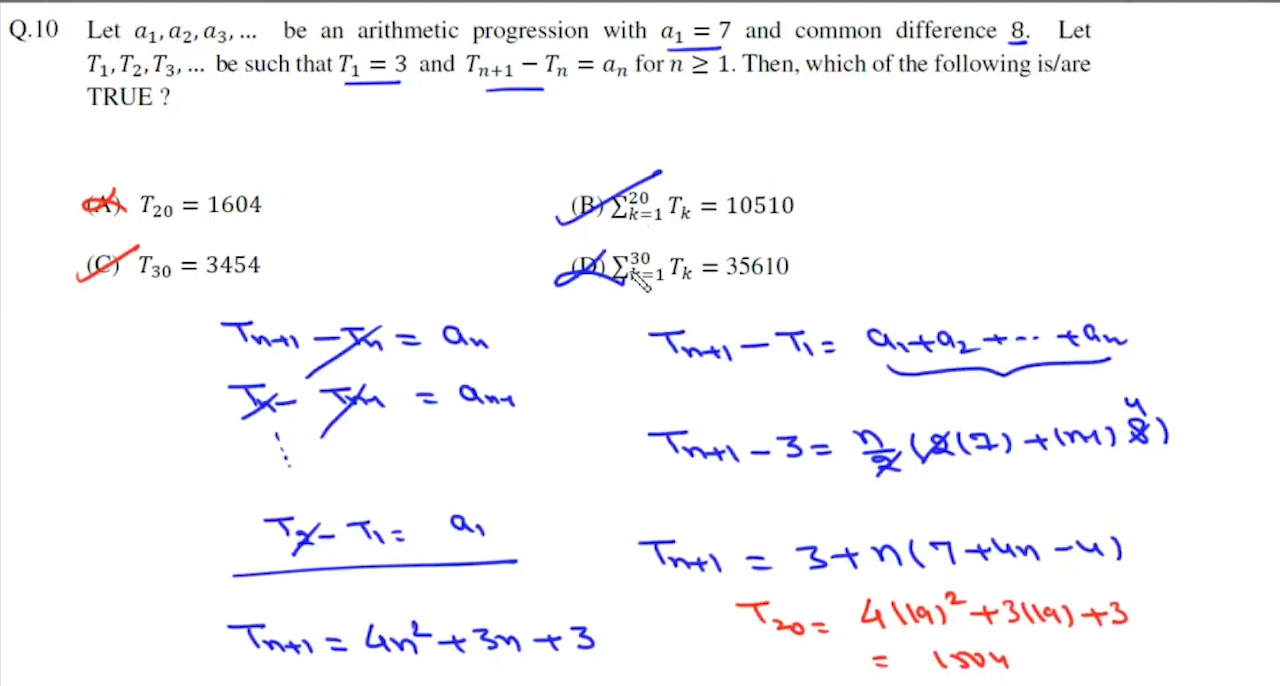 Q.10 Let a₁, a₂, a₃, … be an arithmetic progression with a₁ = 7 and common difference 8. Let
T₁, T₂, T₃, … be such that T₁ = 3 and Tₙ₊₁ − Tₙ = aₙ for n ≥ 1. Then, which of the following is/are
TRUE ?
(A) T₂₀ = 1604 (B) ∑²⁰ₖ₌₁ Tₖ = 10510
(C) T₃₀ = 3454 (D) ∑³⁰ₖ₌₁ Tₖ = 35610
Tₙ₊₁ − Tₙ = aₙ
Tₙ₊₁ − T₁ = a₁ + a₂ + ... + aₙ
Tₙ − Tₙ₋₁ = aₙ₋₁
⋮
Tₙ₊₁ − 3 = n/2 (2(7) + (n-1) 8) 4
T₂ − T₁ = a₁
Tₙ₊₁ = 3 + n(7 + 4n − 4)
Tₙ₊₁ = 4n² + 3n + 3
T₂₀ = 4(19)² + 3(19) + 3
= 1504